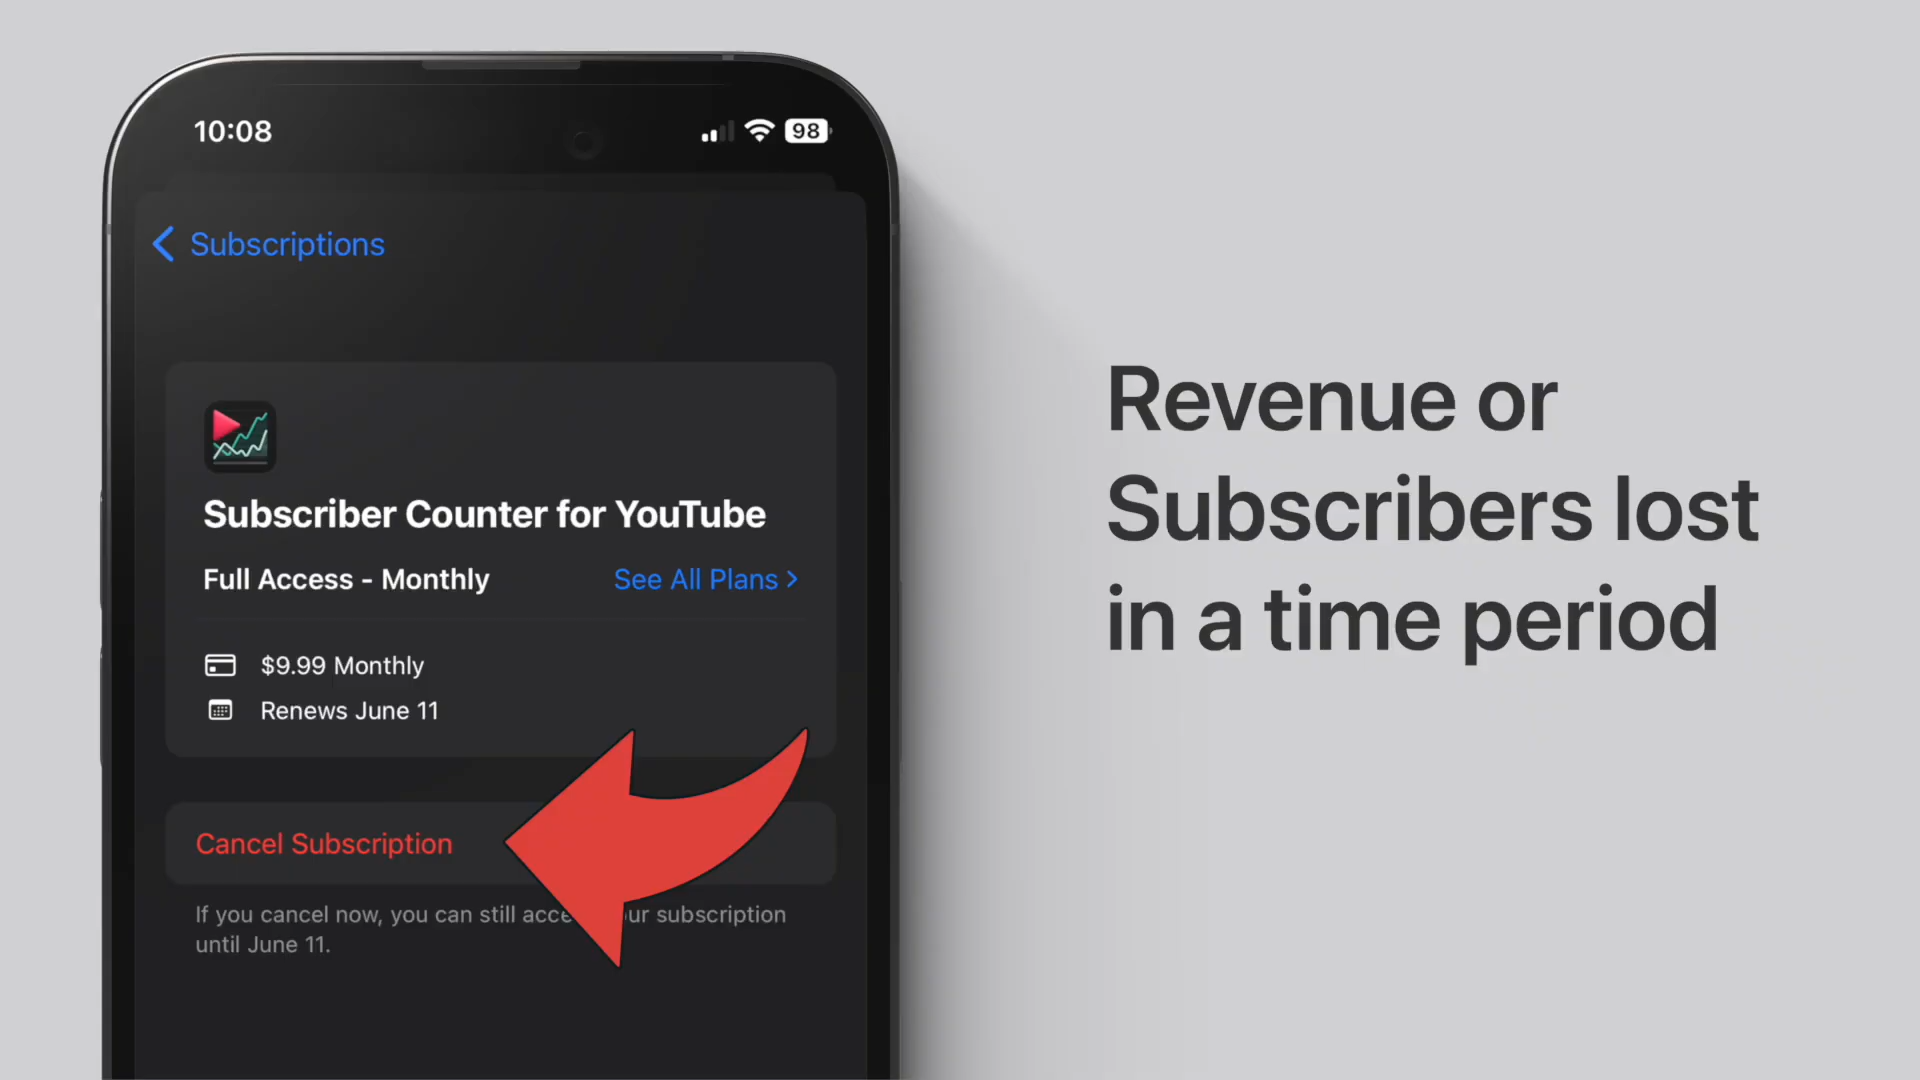 10:08
98
Subscriptions
Subscriber Counter for YouTube
Full Access - Monthly
See All Plans
$9.99 Monthly
Renews June 11
Cancel Subscription
If you cancel now, you can still ur subscription
until June 11.
Revenue or
Subscribers lost
in a time period